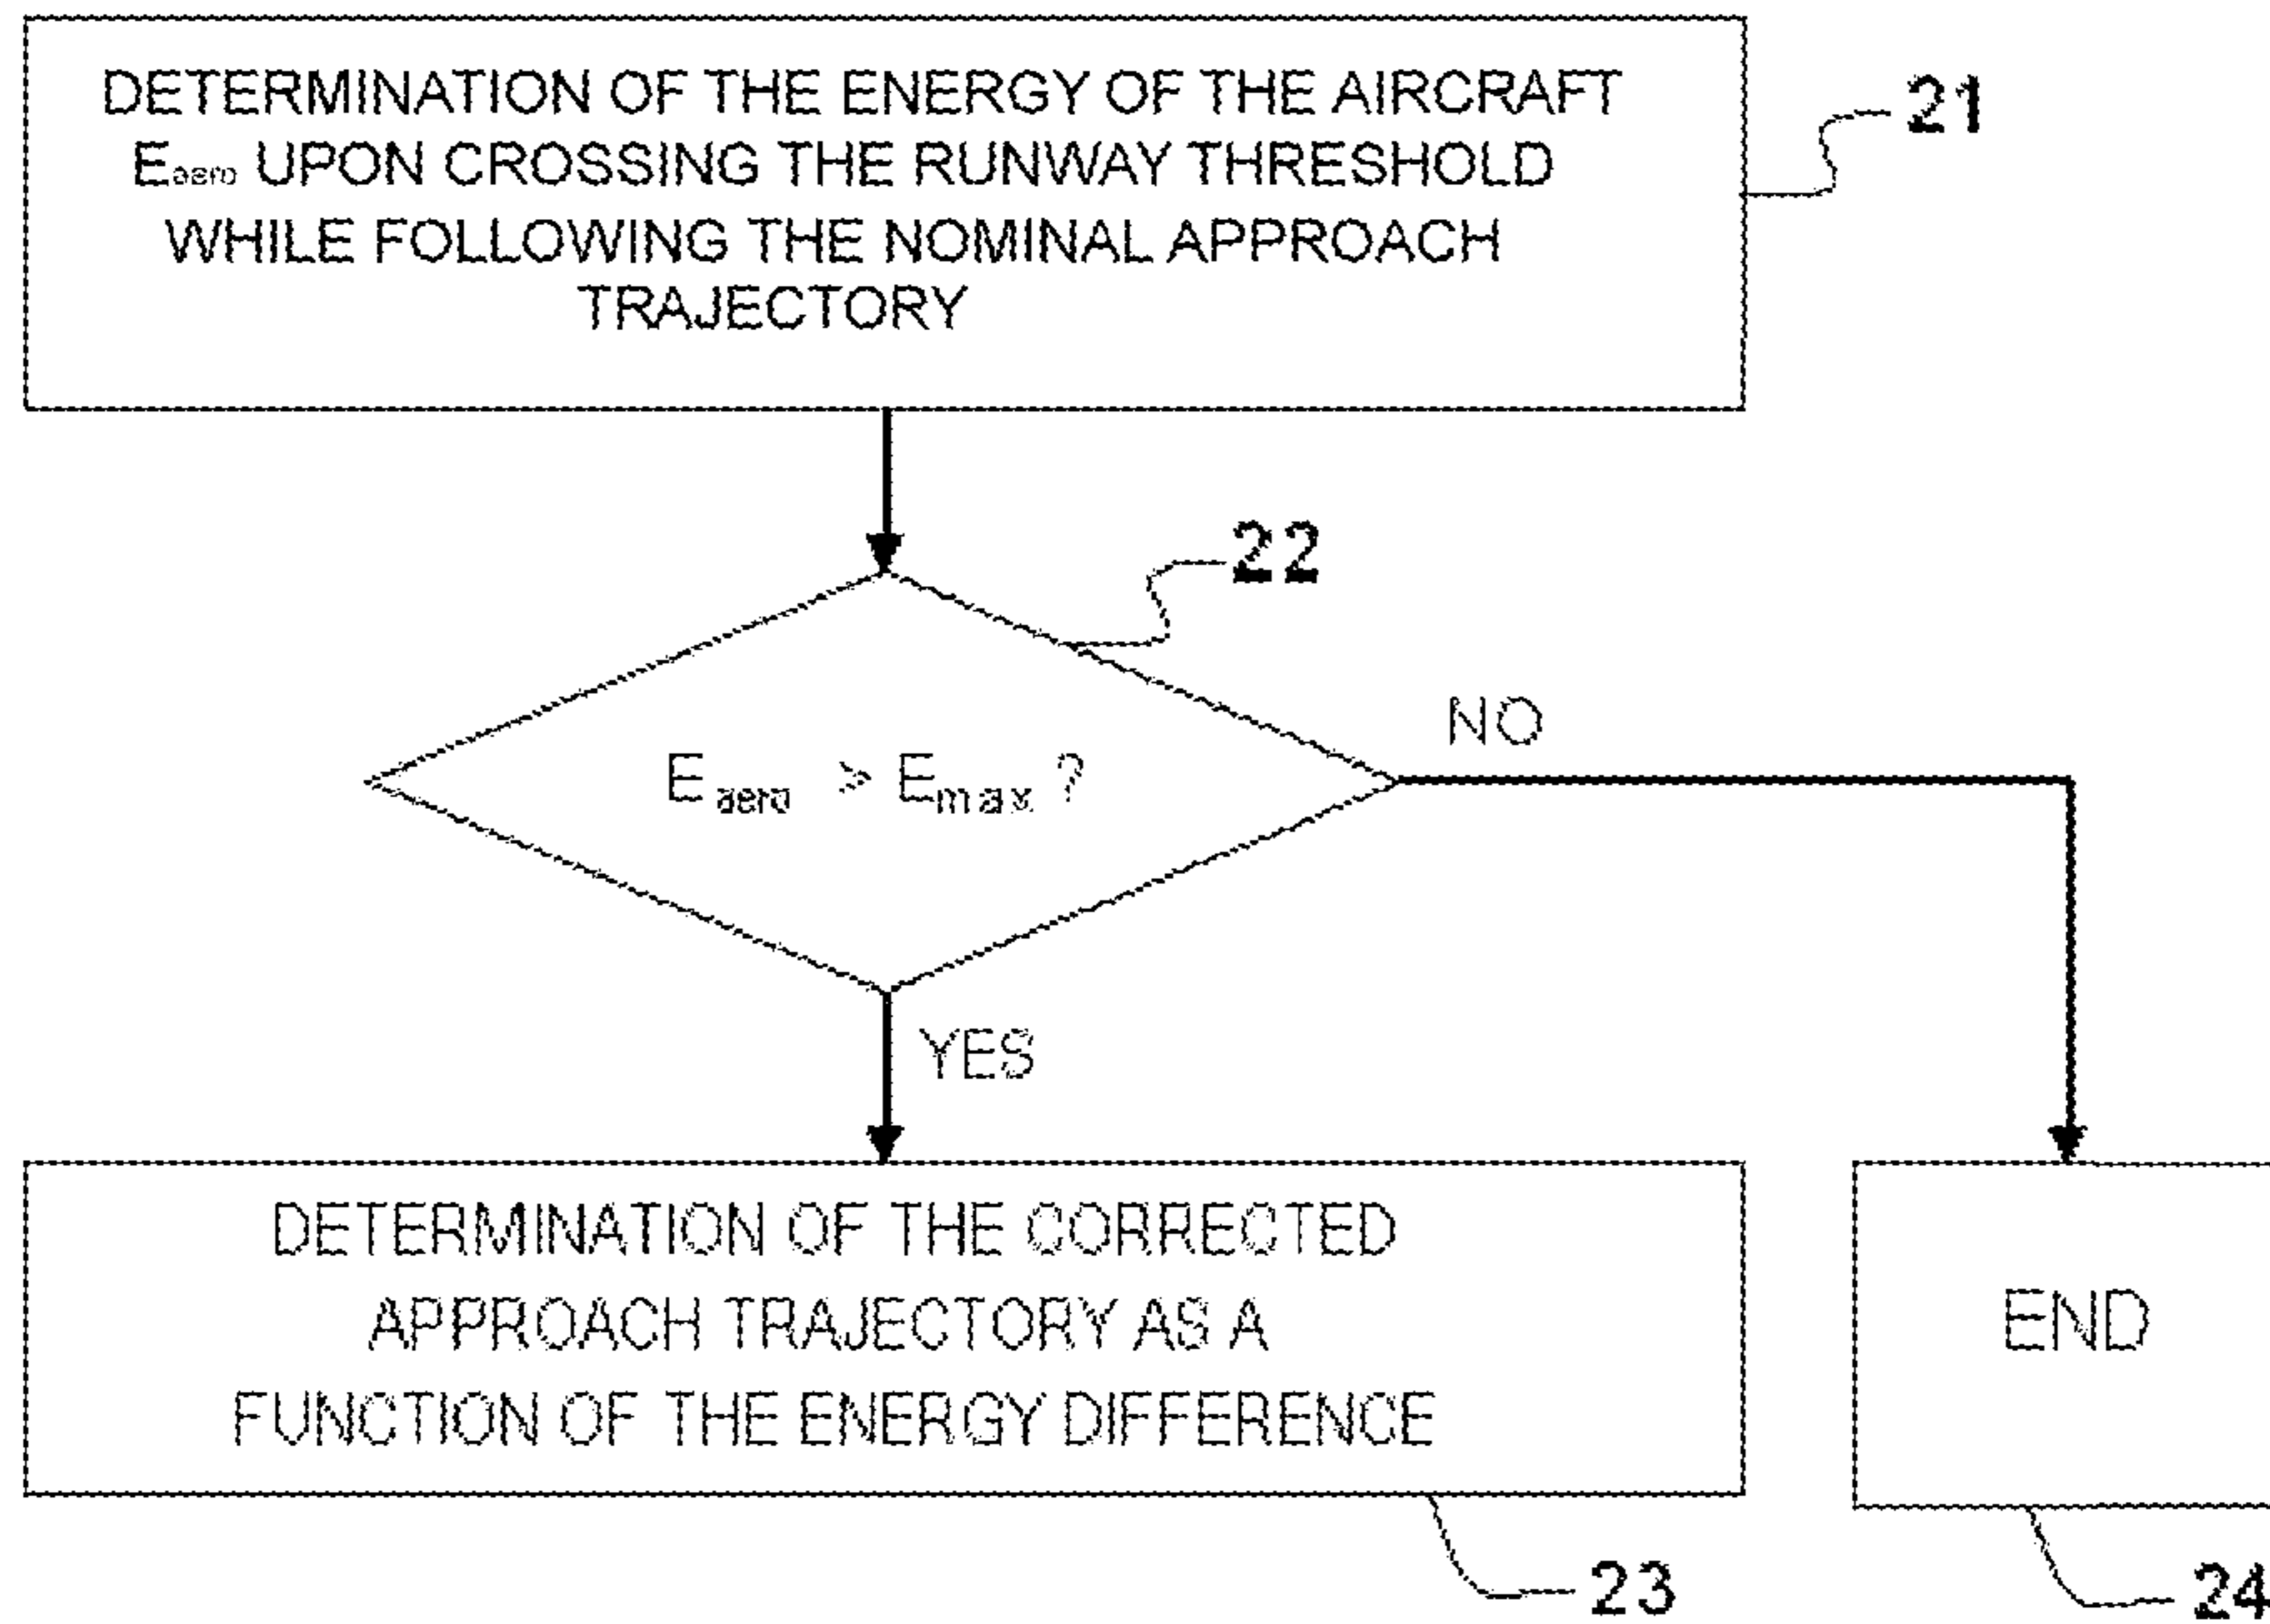 DETERMINATION OF THE ENERGY OF THE AIRCRAFT
Eaero UPON CROSSING THE RUNWAY THRESHOLD
WHILE FOLLOWING THE NOMINAL APPROACH
TRAJECTORY
21
22
NO
Eaero > Emax ?
YES
DETERMINATION OF THE CORRECTED
APPROACH TRAJECTORY AS A
FUNCTION OF THE ENERGY DIFFERENCE
END
23
24